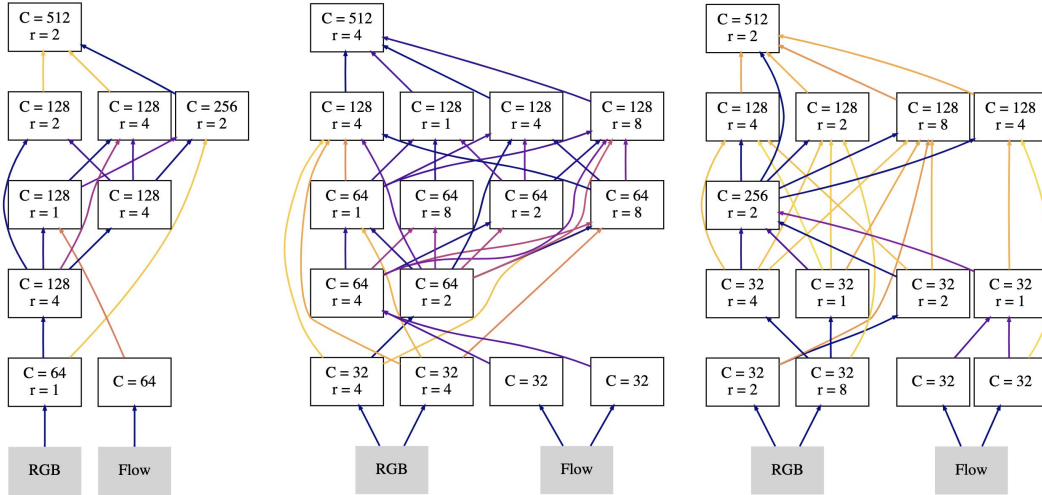 C = 512
r = 2
C = 128
r = 2
C = 128
r = 4
C = 256
r = 2
C = 128
r = 1
C = 128
r = 4
C = 128
r = 4
C = 64
r = 1
C = 64
RGB
Flow
C = 512
r = 4
C = 128
r = 4
C = 128
r = 1
C = 128
r = 4
C = 128
r = 8
C = 64
r = 1
C = 64
r = 8
C = 64
r = 2
C = 64
r = 8
C = 64
r = 4
C = 64
r = 2
C = 32
r = 4
C = 32
r = 4
C = 32
C = 32
RGB
Flow
C = 512
r = 2
C = 128
r = 4
C = 128
r = 2
C = 128
r = 8
C = 128
r = 4
C = 256
r = 2
C = 32
r = 4
C = 32
r = 1
C = 32
r = 2
C = 32
r = 1
C = 32
r = 2
C = 32
r = 8
C = 32
C = 32
RGB
Flow